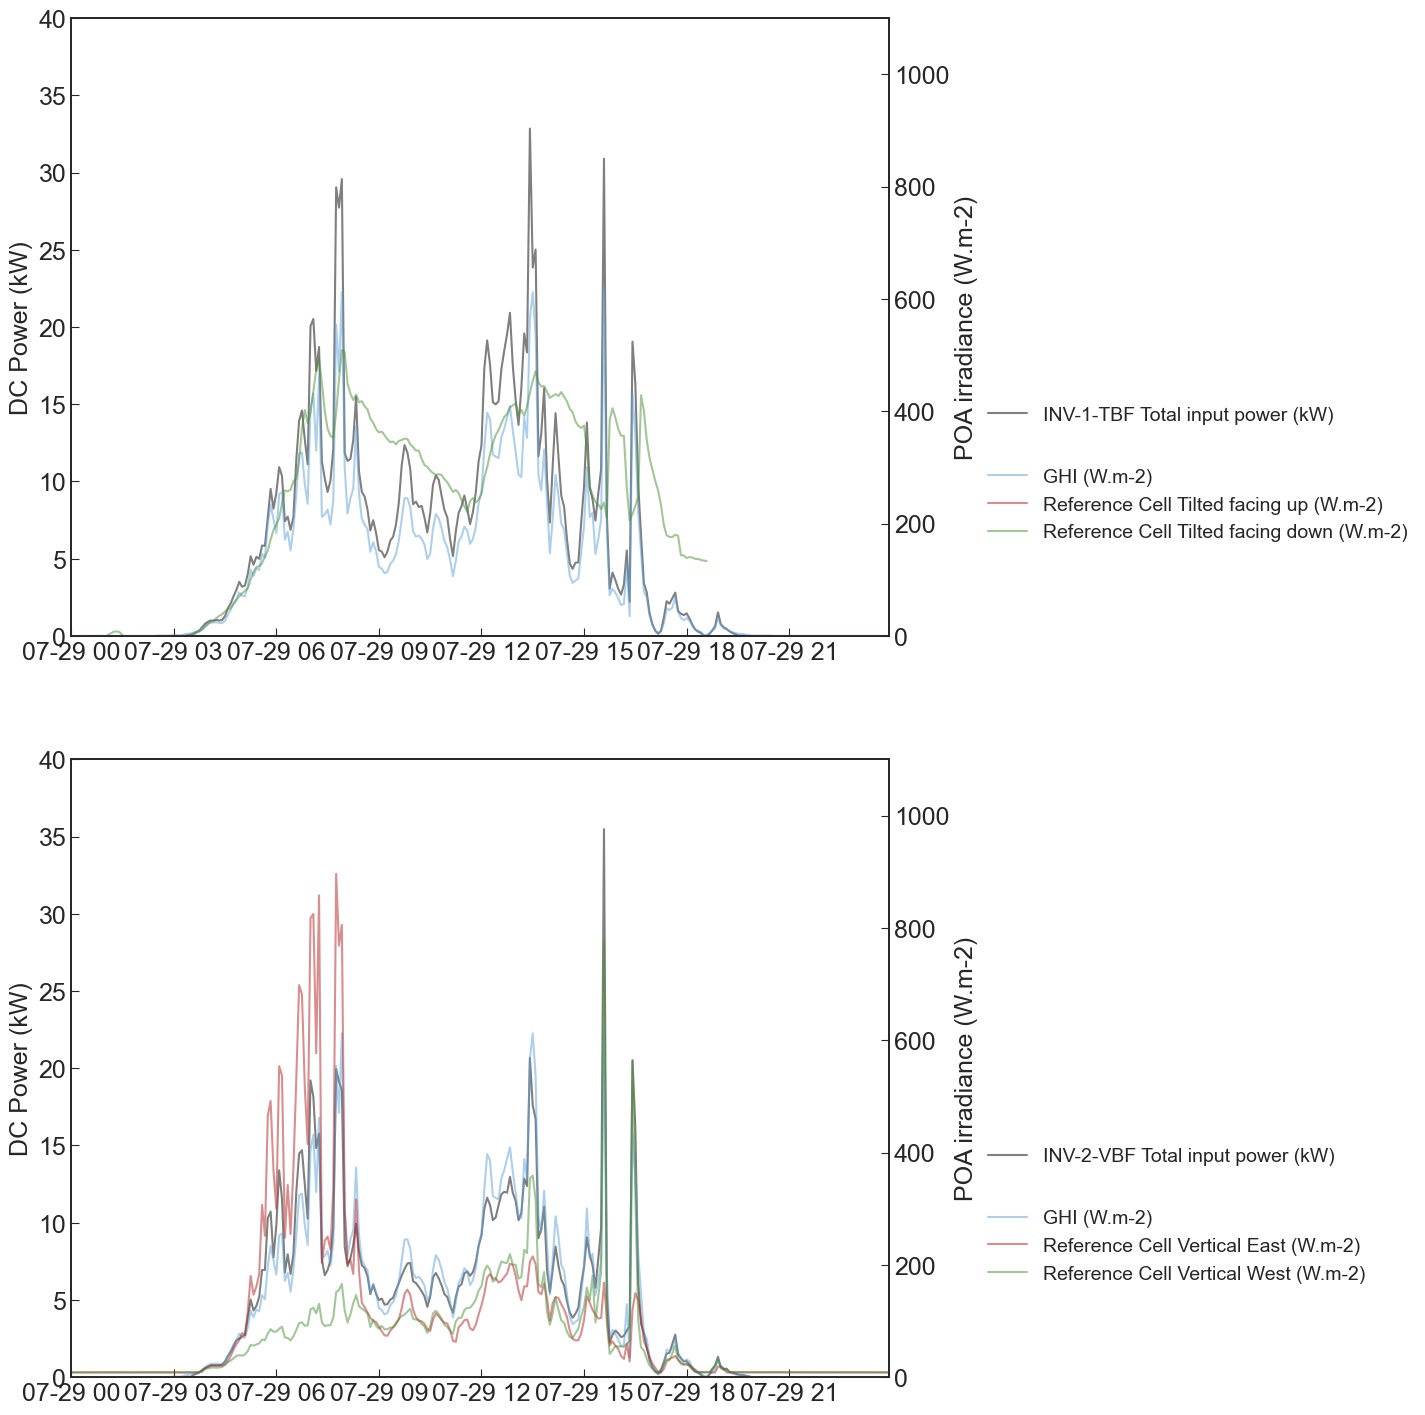 40
35
30
25
20
15
10
5
0
DC Power (kW)
1000
800
600
400
200
0
POA irradiance (W.m-2)
07-29 00 07-29 03 07-29 06 07-29 09 07-29 12 07-29 15 07-29 18 07-29 21
INV-1-TBF Total input power (kW)
GHI (W.m-2)
Reference Cell Tilted facing up (W.m-2)
Reference Cell Tilted facing down (W.m-2)
40
35
30
25
20
15
10
5
0
DC Power (kW)
1000
800
600
400
200
0
POA irradiance (W.m-2)
07-29 00 07-29 03 07-29 06 07-29 09 07-29 12 07-29 15 07-29 18 07-29 21
INV-2-VBF Total input power (kW)
GHI (W.m-2)
Reference Cell Vertical East (W.m-2)
Reference Cell Vertical West (W.m-2)